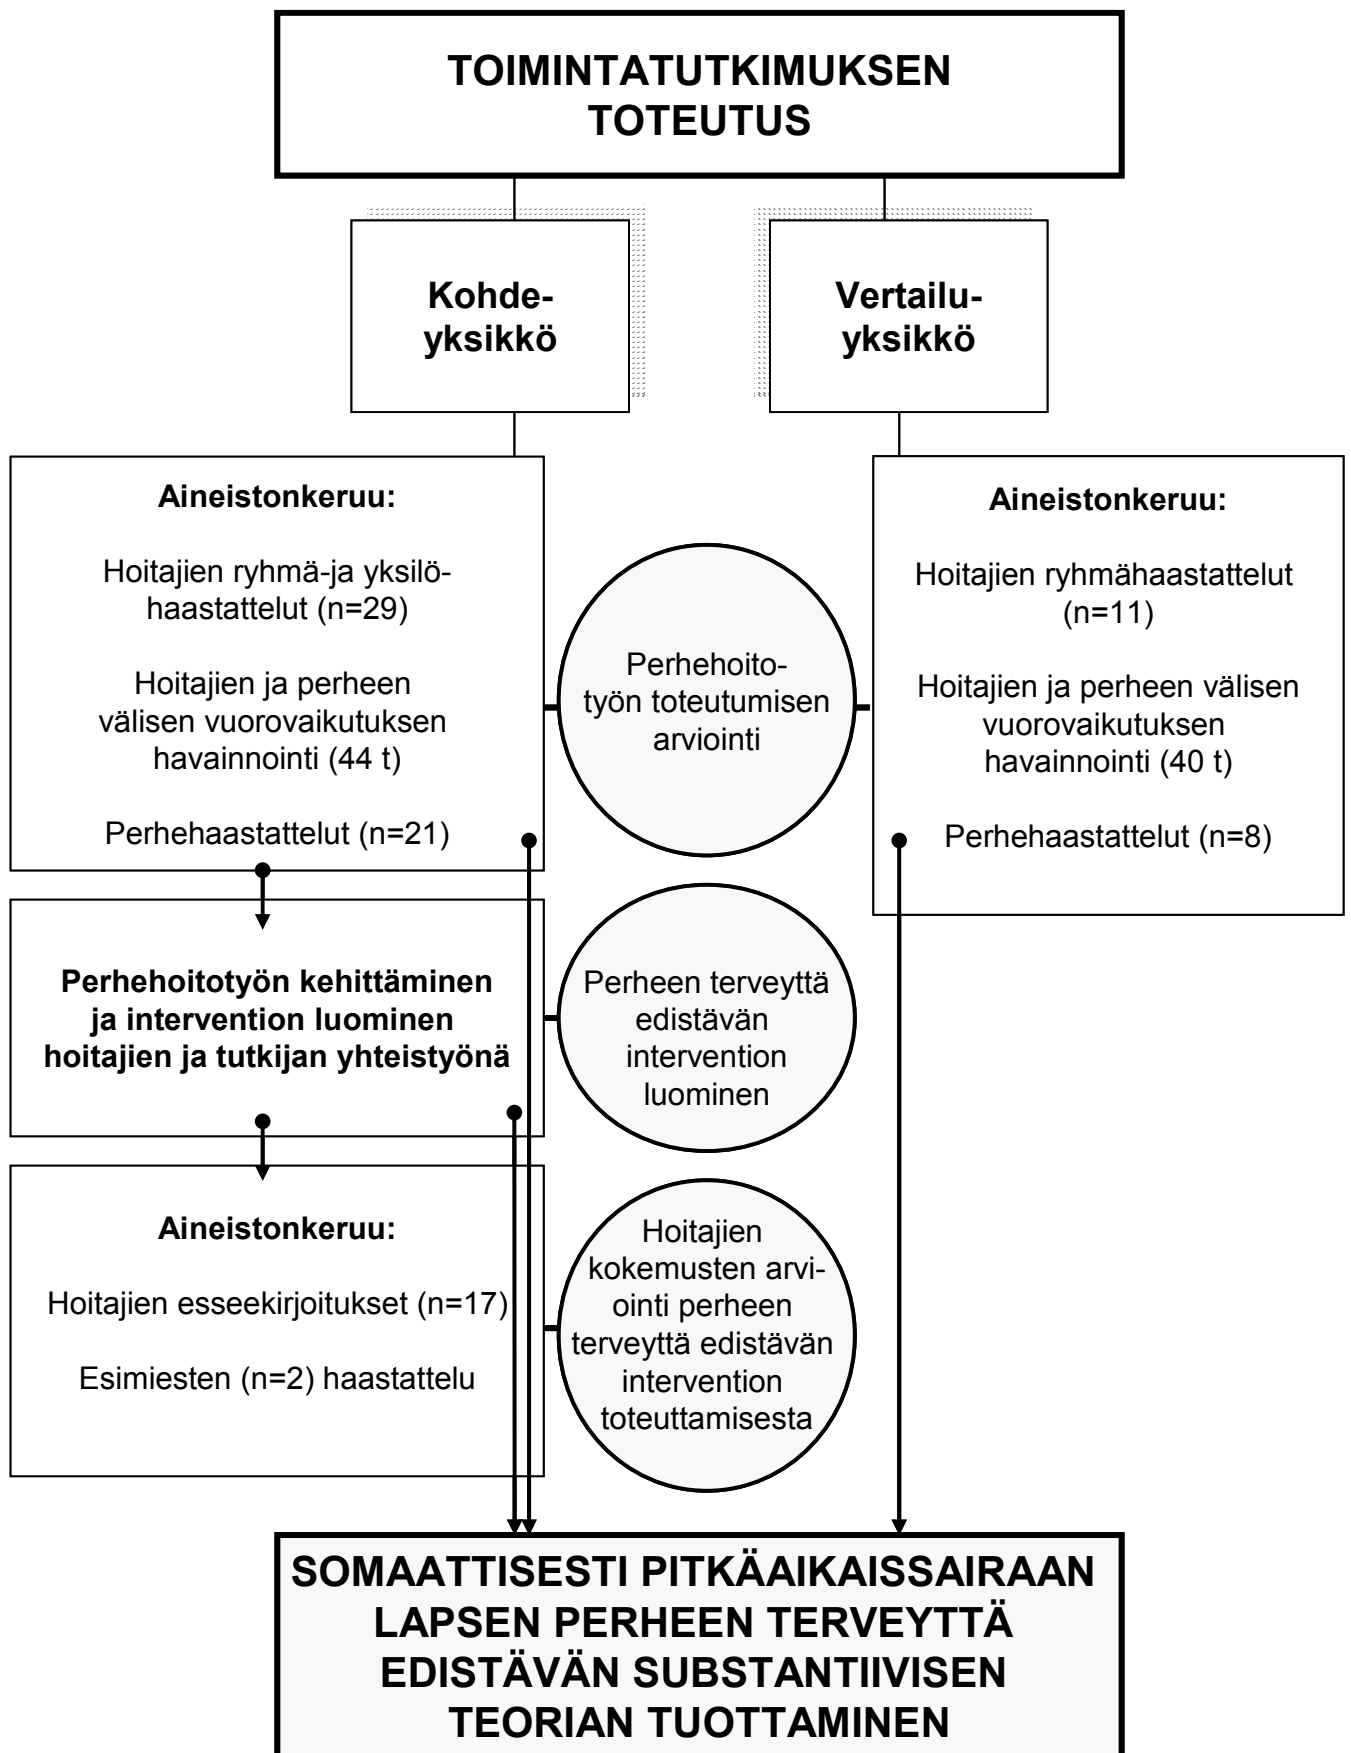 TOIMINTATUTKIMUKSEN
TOTEUTUS
Kohde-
yksikkö
Vertailu-
yksikkö
Aineistonkeruu:
Hoitajien ryhmä-ja yksilö-
haastattelut (n=29)
Hoitajien ja perheen
välisen vuorovaikutuksen
havainnointi (44 t)
Perhehaastattelut (n=21)
Perhehoito-
työn toteutumisen
arviointi
Aineistonkeruu:
Hoitajien ryhmähaastattelut
(n=11)
Hoitajien ja perheen välisen
vuorovaikutuksen
havainnointi (40 t)
Perhehaastattelut (n=8)
Perhehoitotyön kehittäminen
ja intervention luominen
hoitajien ja tutkijan yhteistyönä
Perheen terveyttä
edistävän
intervention
luominen
Aineistonkeruu:
Hoitajien esseekirjoitukset (n=17)
Esimiesten (n=2) haastattelu
Hoitajien
kokemusten arvi-
ointi perheen
terveyttä edistävän
intervention
toteuttamisesta
SOMAATTISESTI PITKÄAIKAISSAIRAAN
LAPSEN PERHEEN TERVEYTTÄ
EDISTÄVÄN SUBSTANTIIVISEN
TEORIAN TUOTTAMINEN